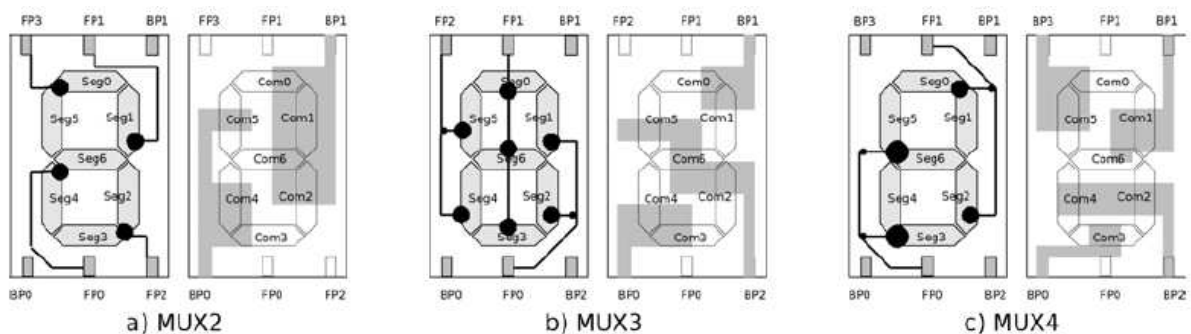 FP3 FP1 BP1 FP3 FP1 BP1 FP2 FP1 BP1 FP2 FP1 BP1 BP3 FP1 BP1 BP3 FP1 BP1
Seg0 Com0 Seg0 Com0 Seg0 Com0
Seg5 Seg1 Com5 Com1 Seg5 Seg1 Com5 Com1 Seg5 Seg1 Com5 Com1
Seg6 Com6 Seg6 Com6 Seg6 Com6
Seg4 Seg2 Com4 Com2 Seg4 Seg2 Com4 Com2 Seg4 Seg2 Com4 Com2
Seg3 Com3 Seg3 Com3 Seg3 Com3
BP0 FP0 FP2 BP0 FP0 FP2 BP0 FP0 BP2 BP0 FP0 BP2 BP0 FP0 BP2 BP0 FP0 BP2
a) MUX2 b) MUX3 c) MUX4